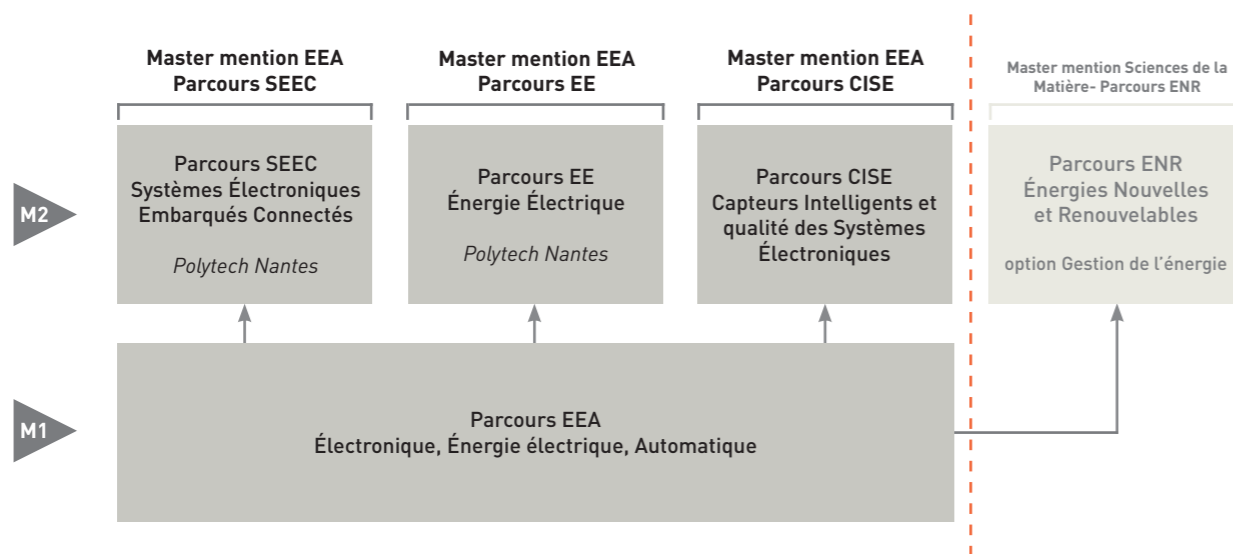 Master mention EEA
Parcours SEEC
Master mention EEA
Parcours EE
Master mention EEA
Parcours CISE
Master mention Sciences de la
Matière- Parcours ENR
M2
Parcours SEEC
Systèmes Électroniques
Embarqués Connectés
Polytech Nantes
Parcours EE
Énergie Électrique
Polytech Nantes
Parcours CISE
Capteurs Intelligents et
qualité des Systèmes
Électroniques
Parcours ENR
Énergies Nouvelles
et Renouvelables
option Gestion de l'énergie
M1
Parcours EEA
Électronique, Énergie électrique, Automatique